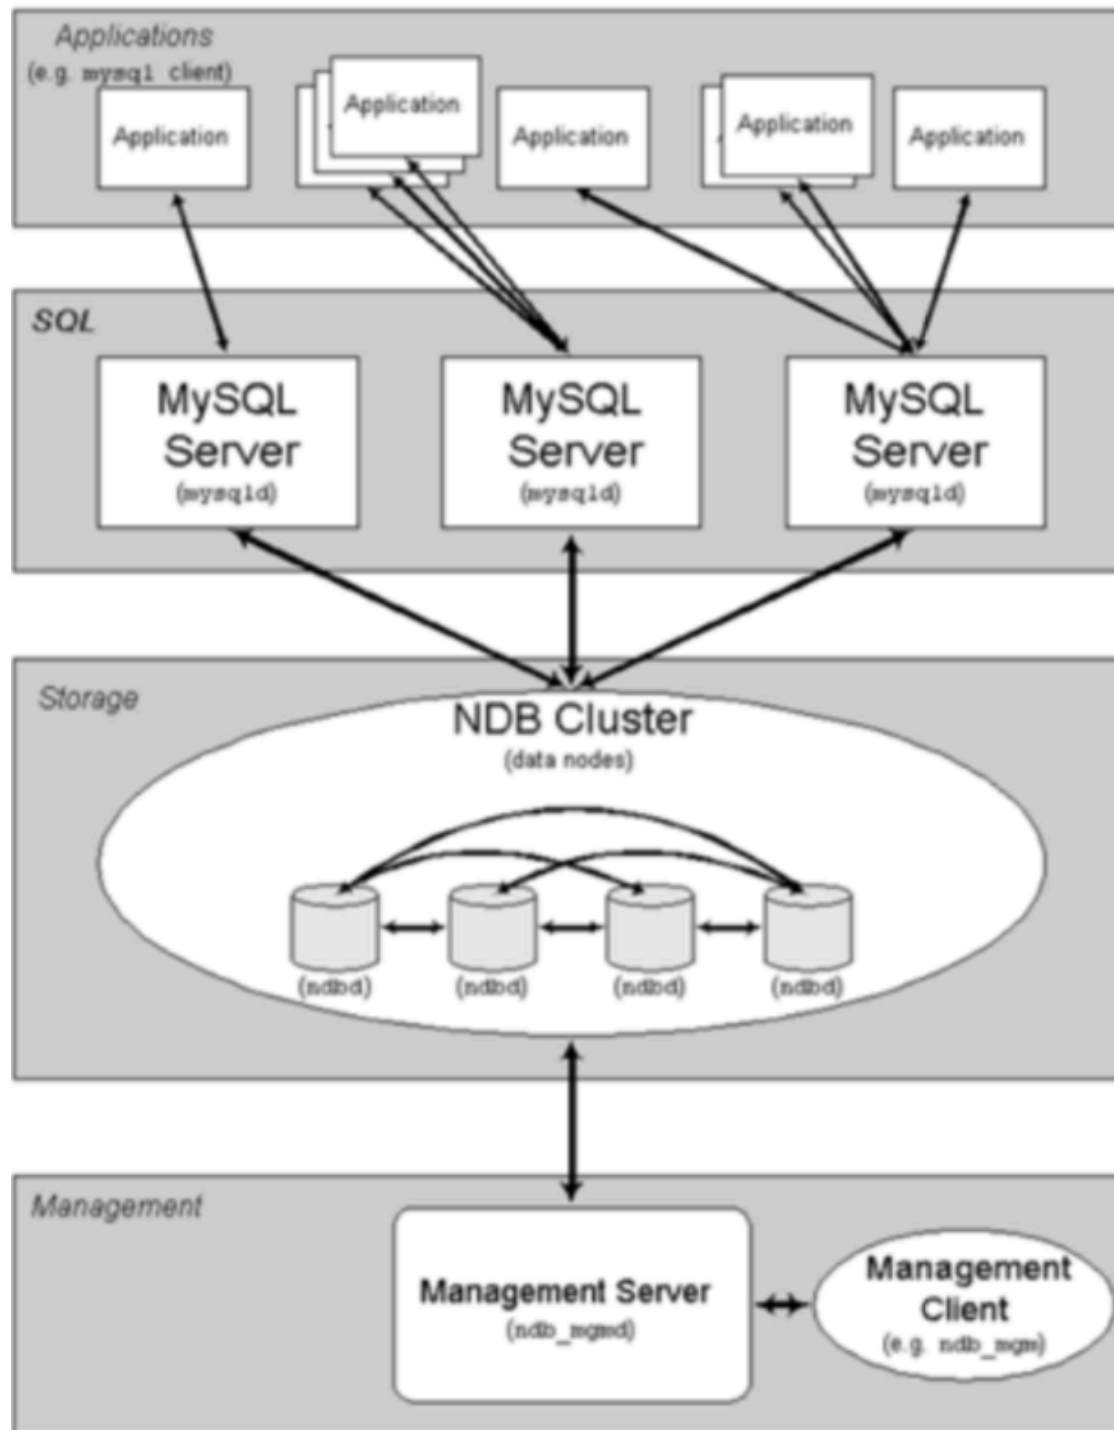 Applications
(e.g. mysql client)
Application
Application
Application
Application
Application
SQL
MySQL
Server
(mysqld)
MySQL
Server
(mysqld)
MySQL
Server
(mysqld)
Storage
NDB Cluster
(data nodes)
(ndbd)
(ndbd)
(ndbd)
(ndbd)
Management
Management Server
(ndb_mgmd)
Management
Client
(e.g. ndb_mgm)